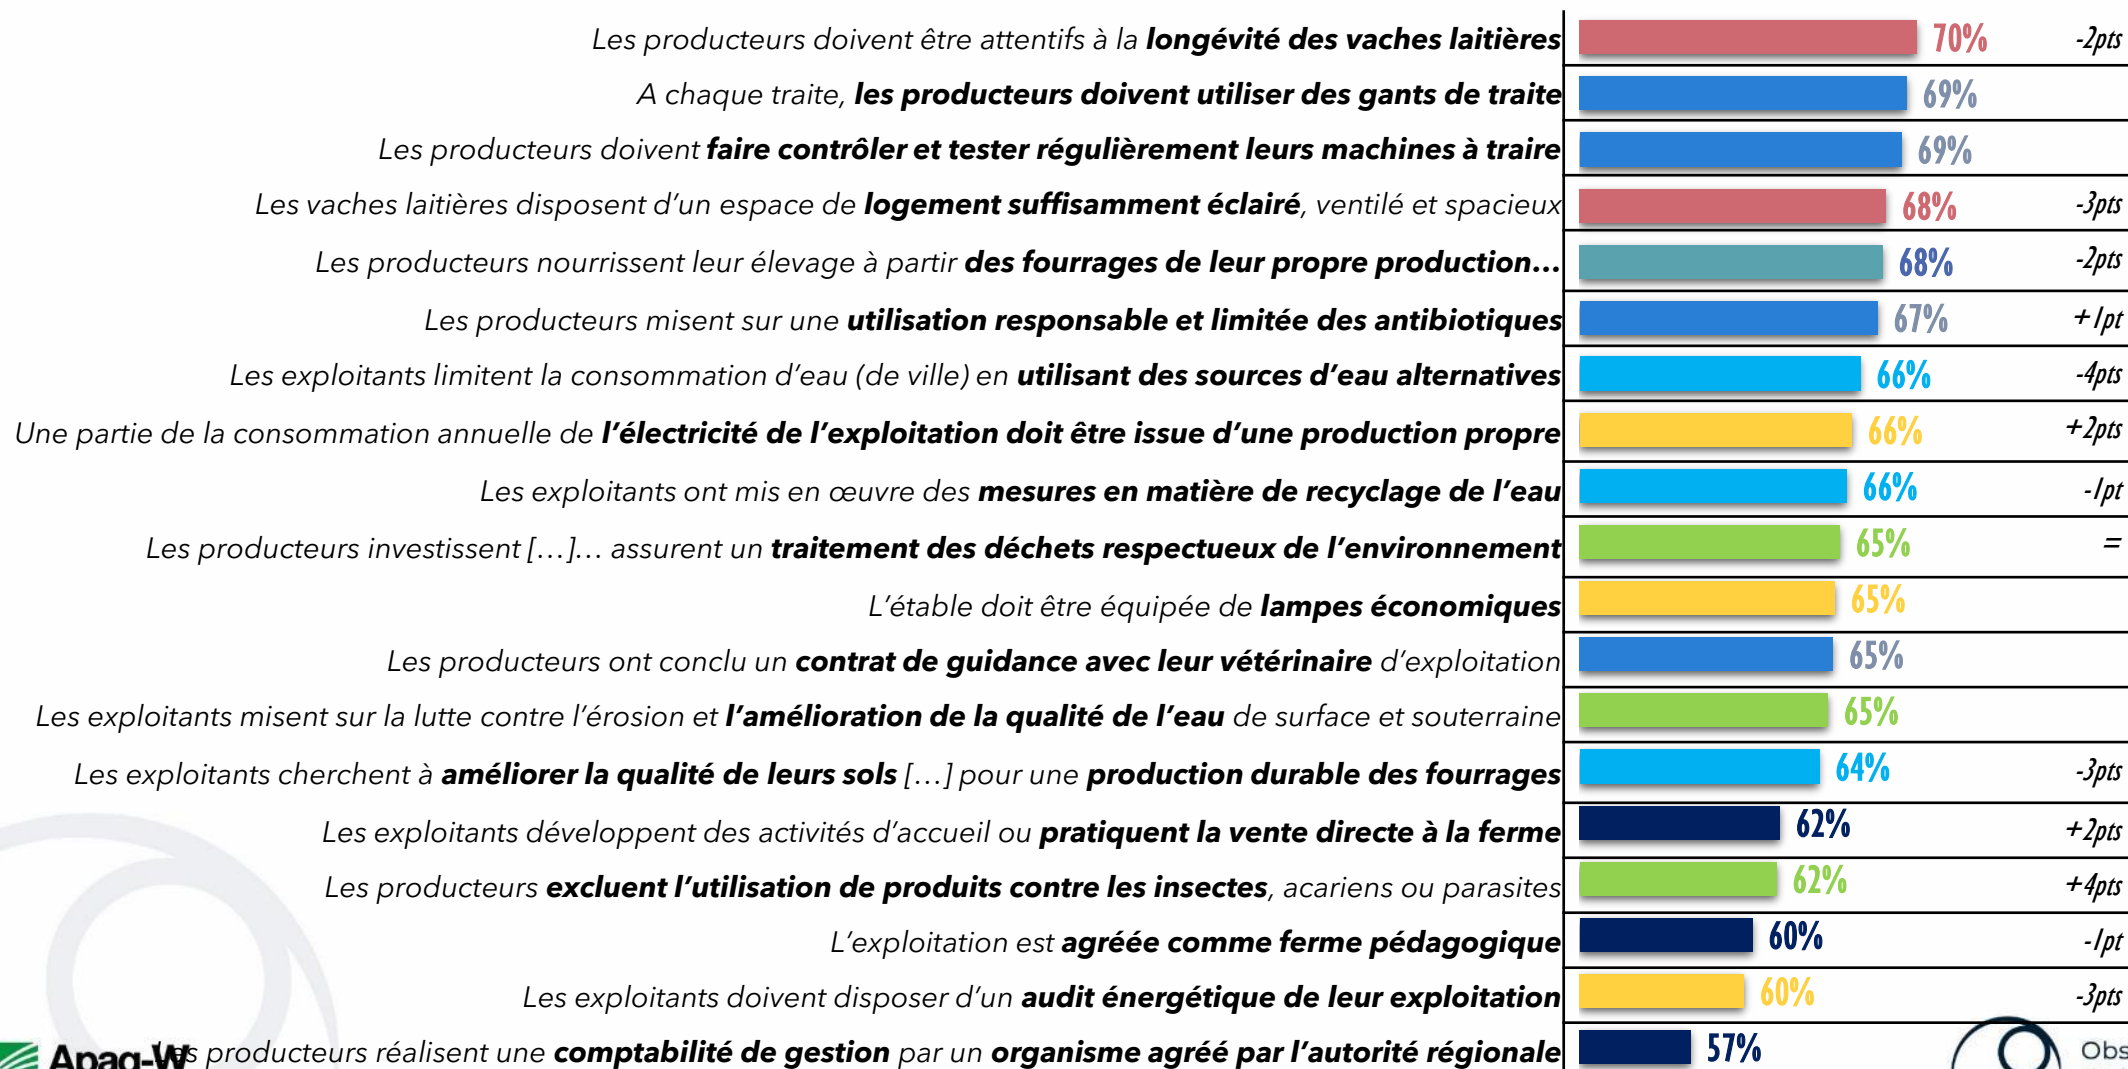 Les producteurs doivent être attentifs à la longévité des vaches laitières 70% -2pts
A chaque traite, les producteurs doivent utiliser des gants de traite 69%
Les producteurs doivent faire contrôler et tester régulièrement leurs machines à traire 69%
Les vaches laitières disposent d'un espace de logement suffisamment éclairé, ventilé et spacieux 68% -3pts
Les producteurs nourrissent leur élevage à partir des fourrages de leur propre production... 68% -2pts
Les producteurs misent sur une utilisation responsable et limitée des antibiotiques 67% +1pt
Les exploitants limitent la consommation d'eau (de ville) en utilisant des sources d'eau alternatives 66% -4pts
Une partie de la consommation annuelle de l'électricité de l'exploitation doit être issue d'une production propre 66% +2pts
Les exploitants ont mis en œuvre des mesures en matière de recyclage de l'eau 66% -1pt
Les producteurs investissent [...]... assurent un traitement des déchets respectueux de l'environnement 65% =
L'étable doit être équipée de lampes économiques 65%
Les producteurs ont conclu un contrat de guidance avec leur vétérinaire d'exploitation 65%
Les exploitants misent sur la lutte contre l'érosion et l'amélioration de la qualité de l'eau de surface et souterraine 65%
Les exploitants cherchent à améliorer la qualité de leurs sols [...] pour une production durable des fourrages 64% -3pts
Les exploitants développent des activités d'accueil ou pratiquent la vente directe à la ferme 62% +2pts
Les producteurs excluent l'utilisation de produits contre les insectes, acariens ou parasites 62% +4pts
L'exploitation est agréée comme ferme pédagogique 60% -1pt
Les exploitants doivent disposer d'un audit énergétique de leur exploitation 60% -3pts
Les producteurs réalisent une comptabilité de gestion par un organisme agréé par l'autorité régionale 57%
Apaq-W
Obs